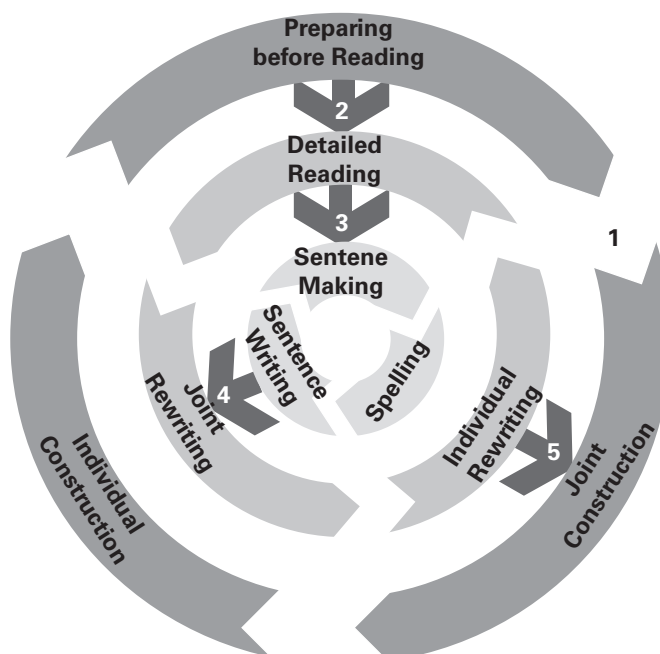 Preparing
before Reading
2
Detailed
Reading
3
1
Sentene
Making
Sentence
Writing
Spelling
4
Joint
Rewriting
Individual
Rewriting
5
Joint
Construction
Individual
Construction